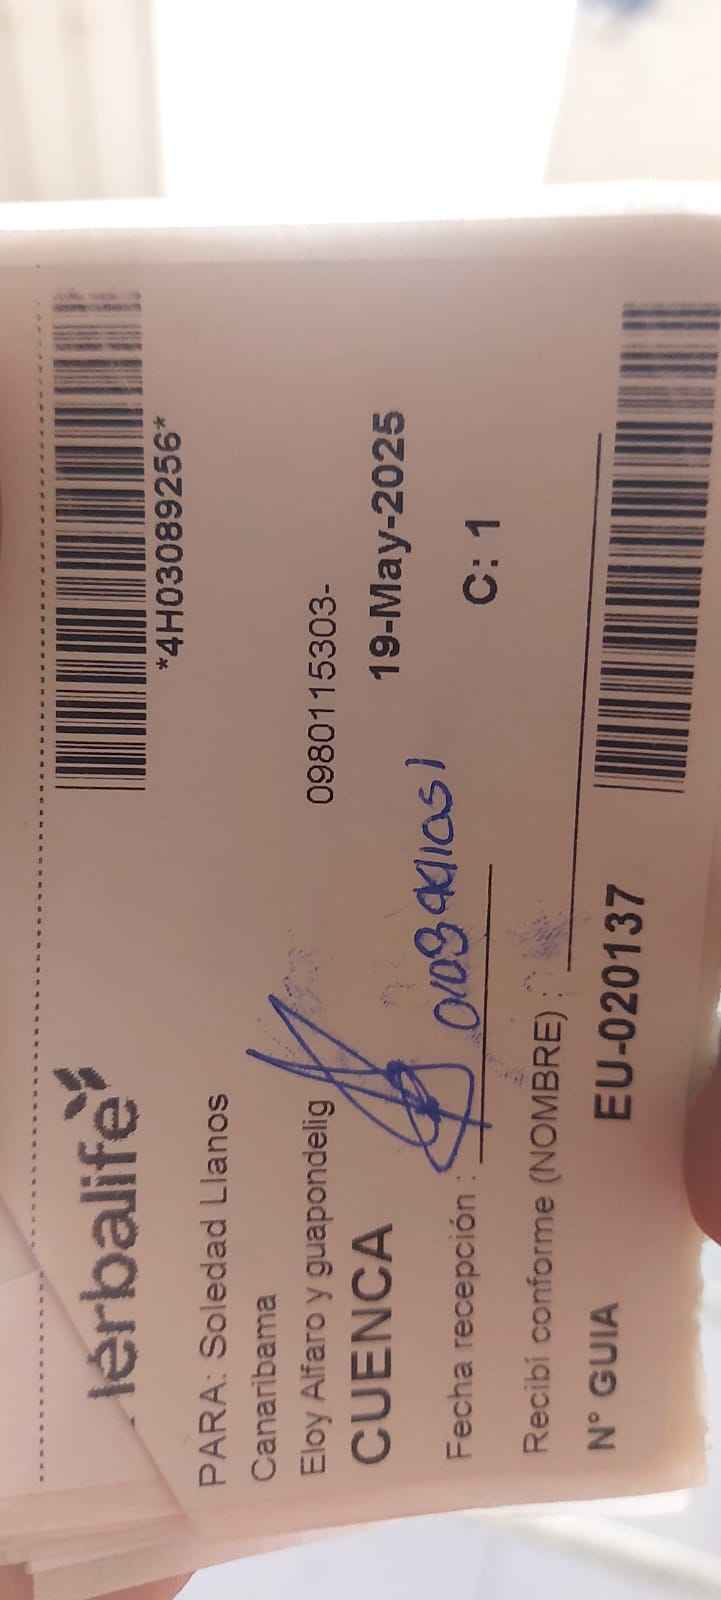 Herbalife
*4H03089256*
PARA: Soledad Llanos
Canaribama
Eloy Alfaro y guapondelig 0980115303-
CUENCA 19-May-2025
Fecha recepción : C: 1
Recibí conforme (NOMBRE) :
Nº GUIA EU-020137